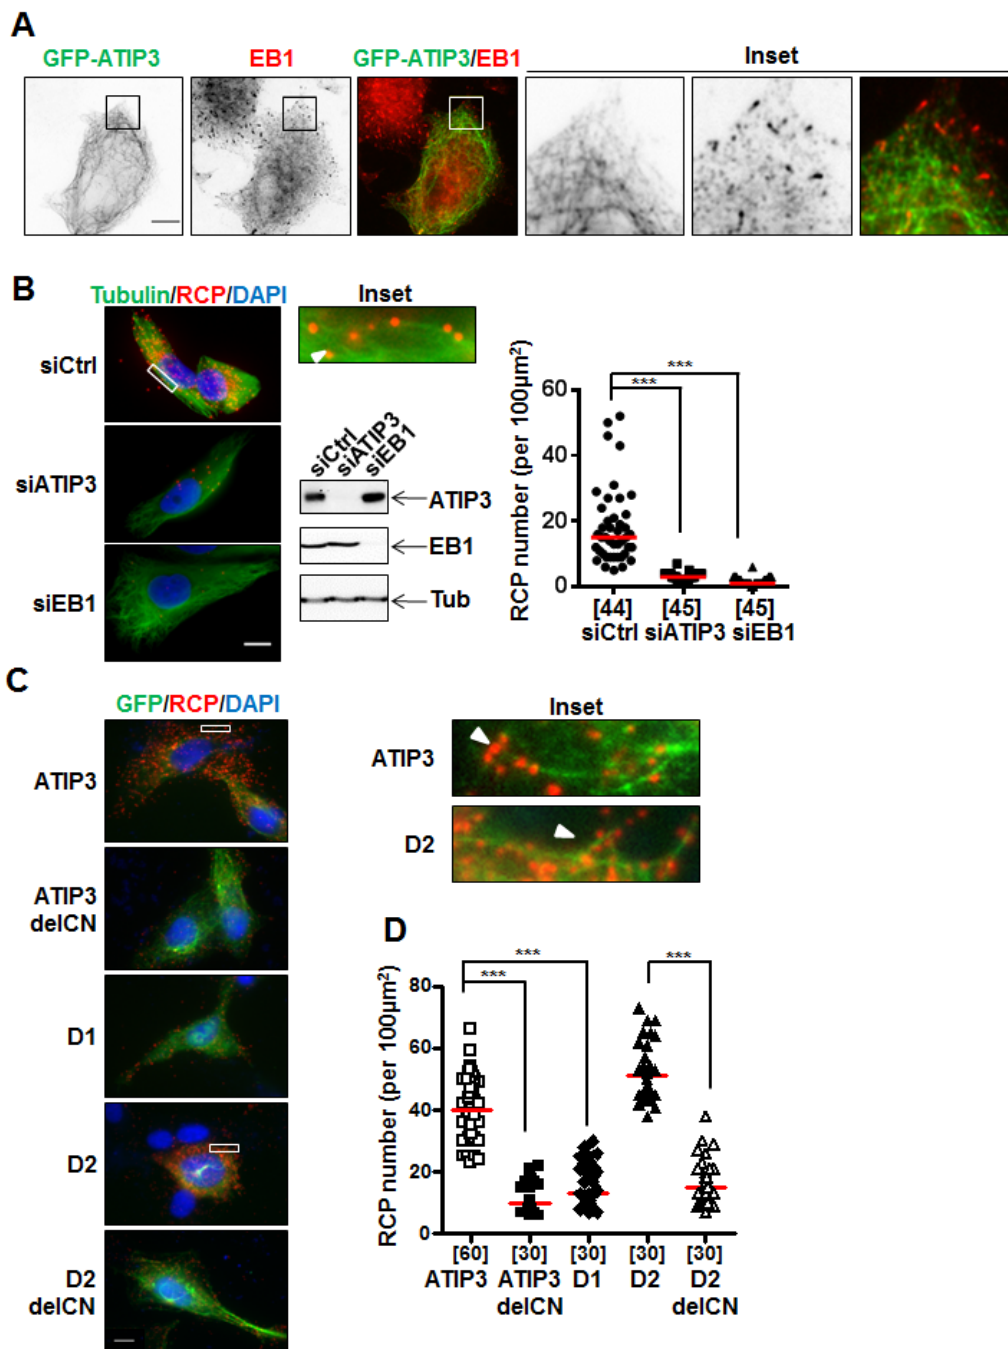 A
GFP-ATIP3 EB1 GFP-ATIP3/EB1 Inset
B
Tubulin/RCP/DAPI Inset
siCtrl
siATIP3
siEB1
siCtrl siATIP3 siEB1
ATIP3
EB1
Tub
RCP number (per 100µm²)
60
40
20
0
*** ***
[44] [45] [45]
siCtrl siATIP3 siEB1
C
GFP/RCP/DAPI Inset
ATIP3
ATIP3
delCN
D1
D2
D2
delCN
ATIP3
D2
D
RCP number (per 100µm²)
80
60
40
20
0
*** *** ***
[60] [30] [30] [30] [30]
ATIP3 ATIP3 D1 D2 D2
delCN delCN